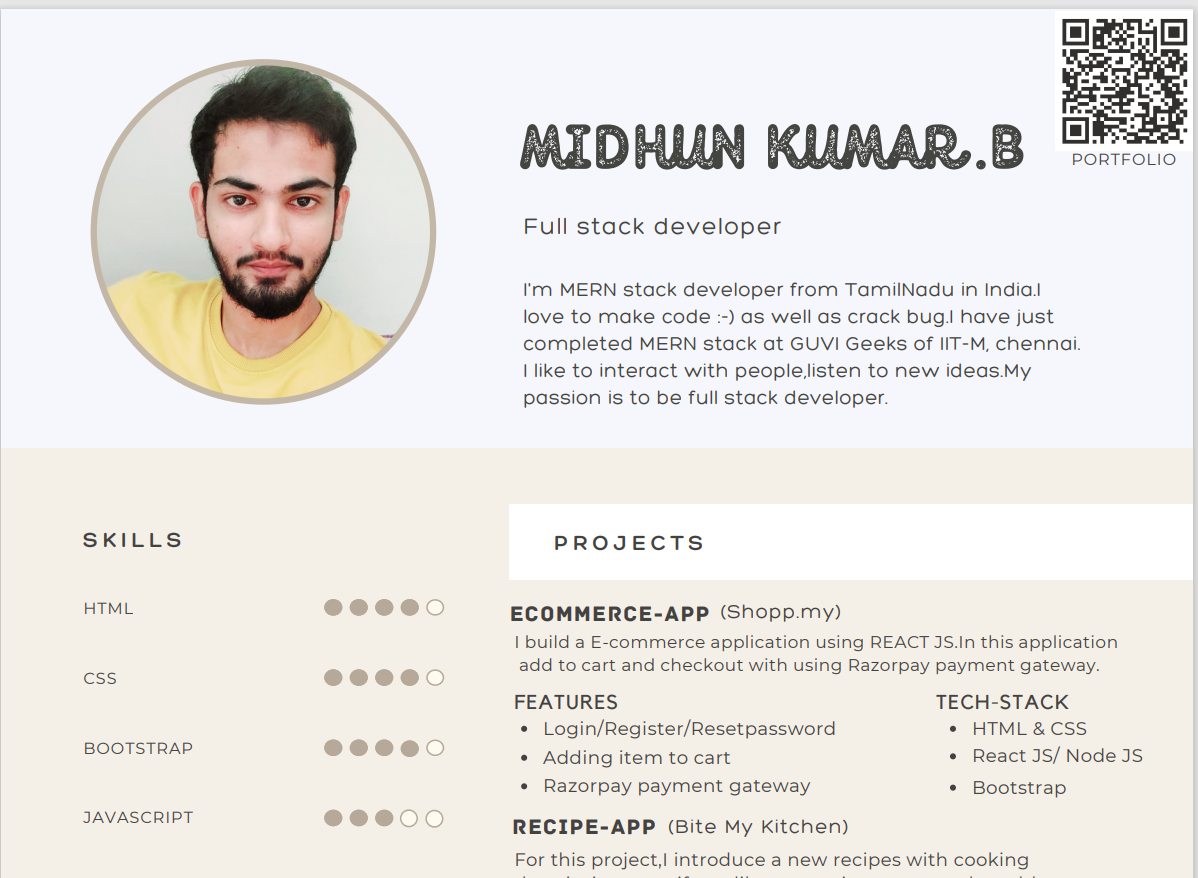 PORTFOLIO
MIDHUN KUMAR.B
Full stack developer
I'm MERN stack developer from TamilNadu in India.I
love to make code :-) as well as crack bug.I have just
completed MERN stack at GUVI Geeks of IIT-M, chennai.
I like to interact with people,listen to new ideas.My
passion is to be full stack developer.
SKILLS
HTML
CSS
BOOTSTRAP
JAVASCRIPT
PROJECTS
ECOMMERCE-APP (Shopp.my)
I build a E-commerce application using REACT JS.In this application
add to cart and checkout with using Razorpay payment gateway.
FEATURES
• Login/Register/Resetpassword
• Adding item to cart
• Razorpay payment gateway
TECH-STACK
• HTML & CSS
• React JS/ Node JS
• Bootstrap
RECIPE-APP (Bite My Kitchen)
For this project,I introduce a new recipes with cooking